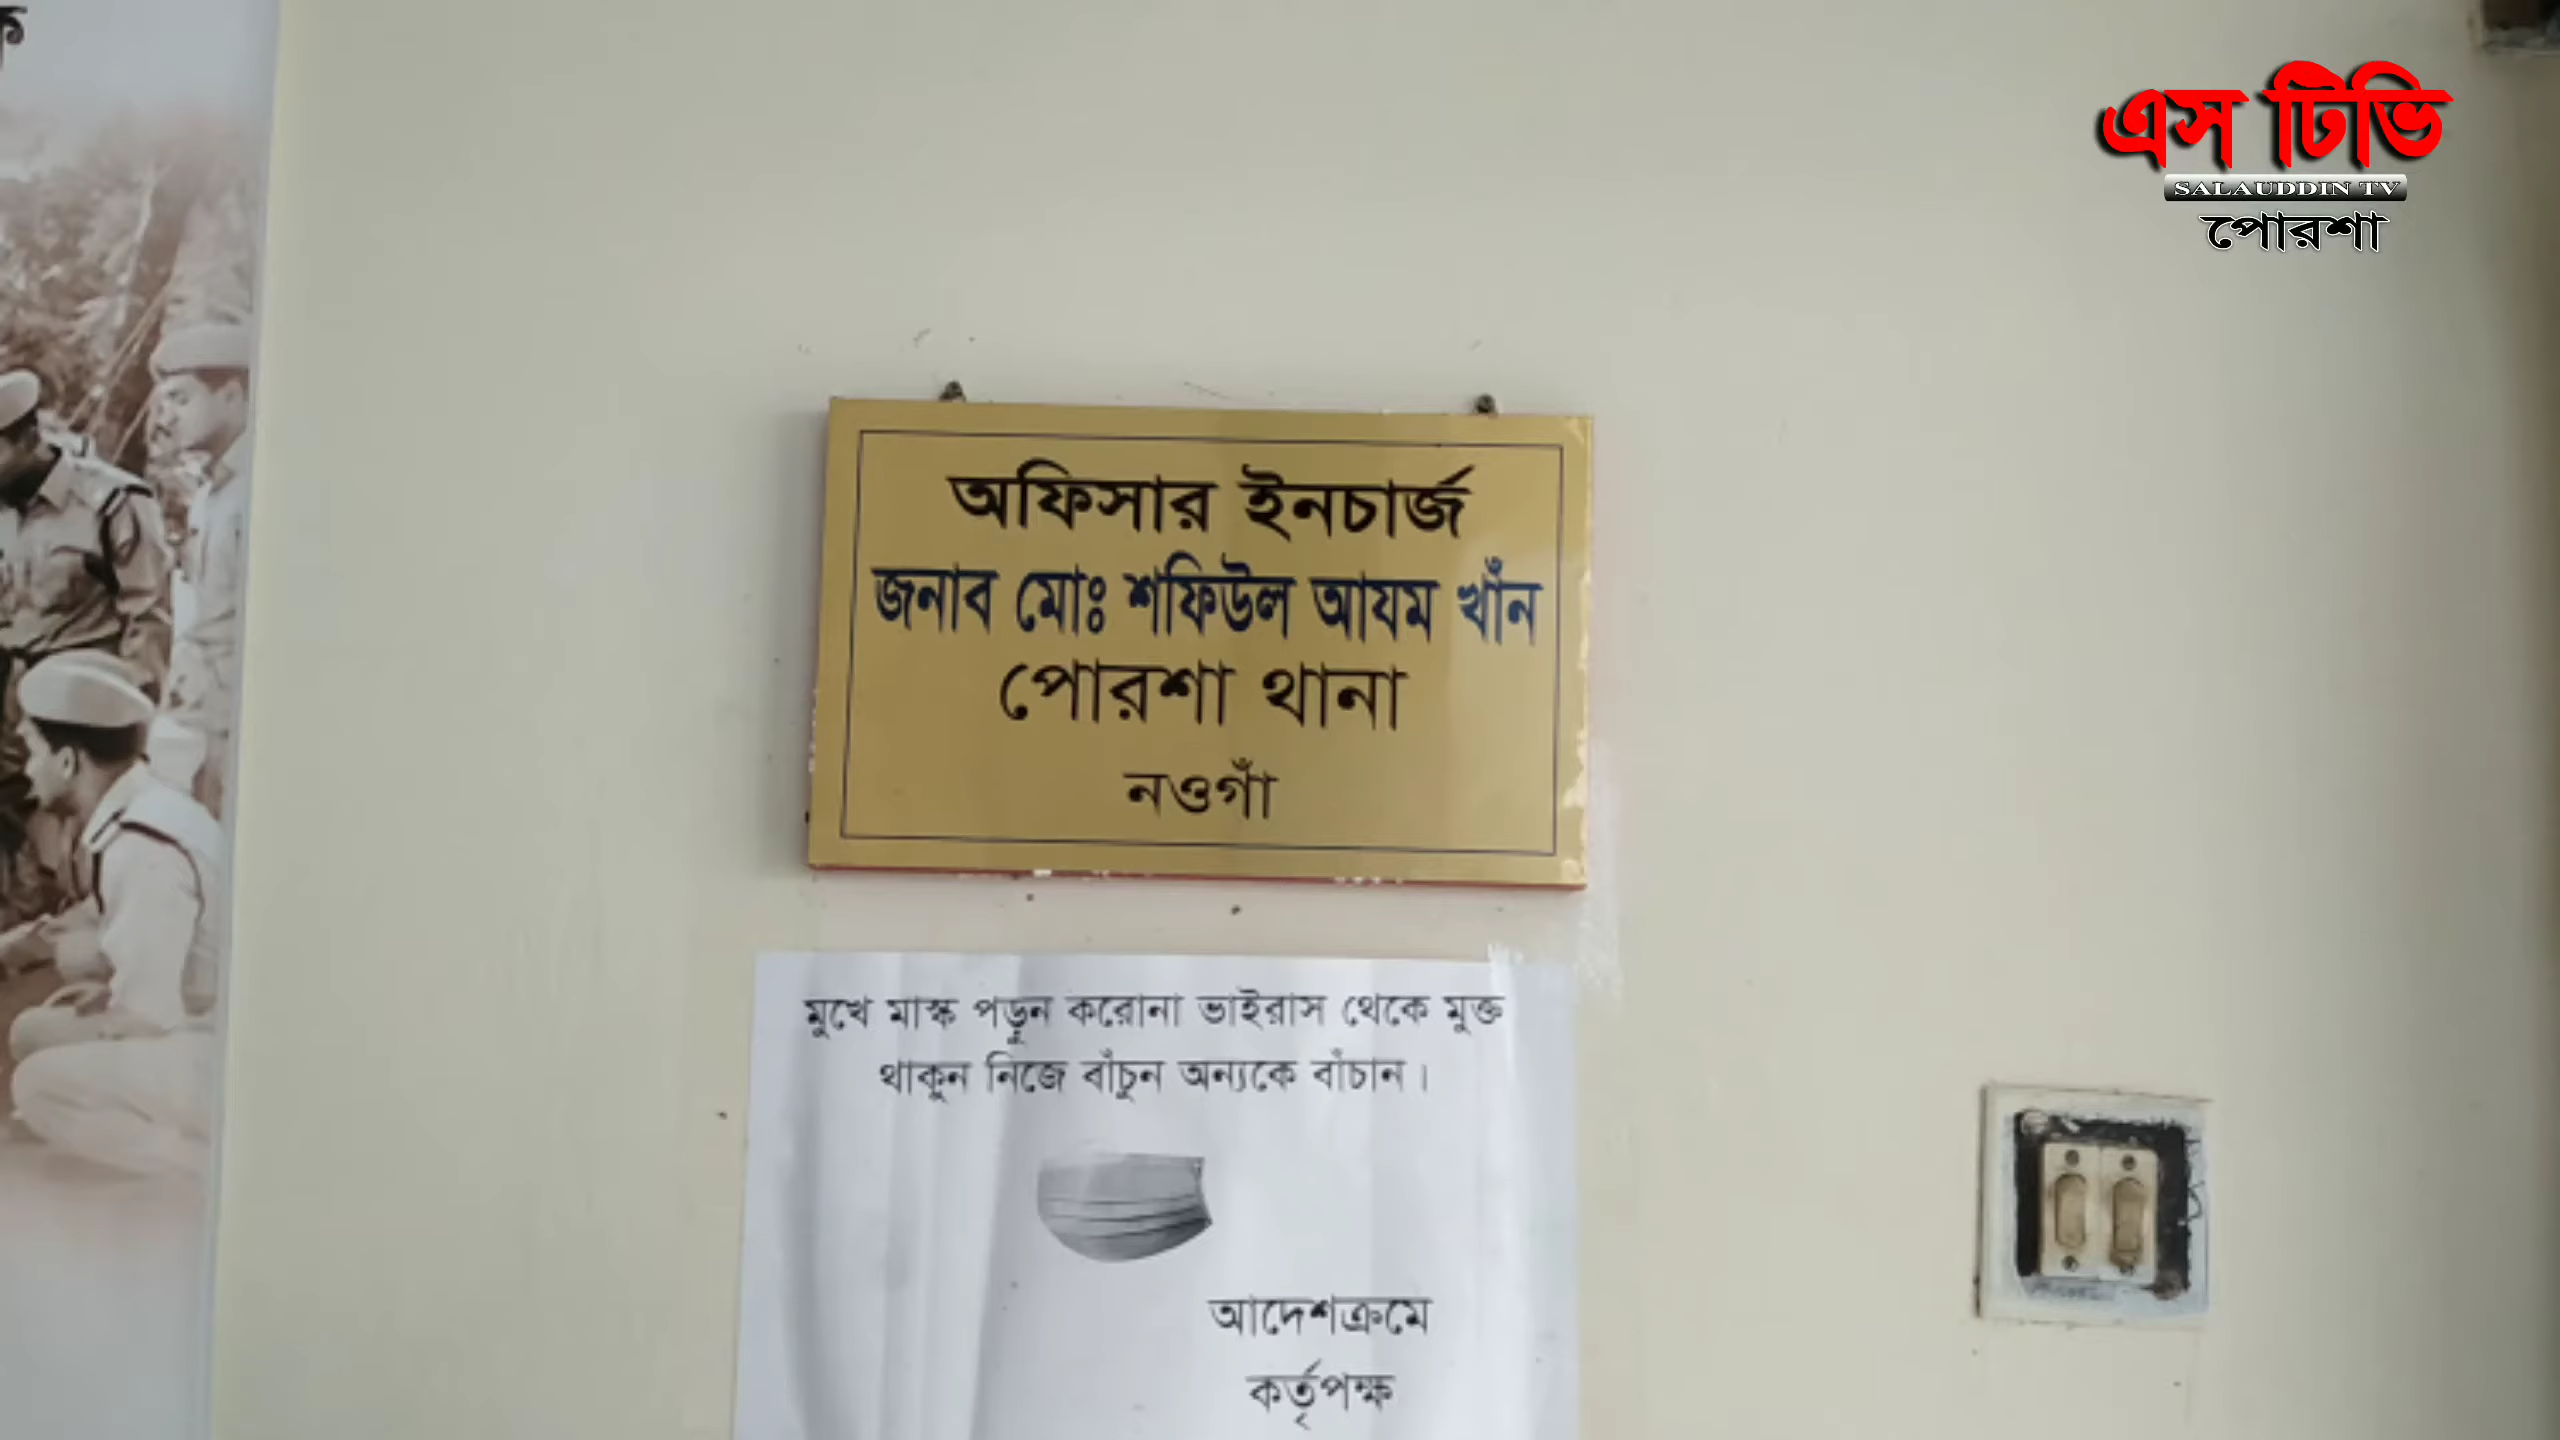 এস টিভি
SALAUDDIN TV
পোরশা
অফিসার ইনচার্জ
জনাব মোঃ শফিউল আযম খাঁন
পোরশা থানা
নওগাঁ
মুখে মাস্ক পড়ুন করোনা ভাইরাস থেকে মুক্ত
থাকুন নিজে বাঁচুন অন্যকে বাঁচান।
আদেশক্রমে
কর্তৃপক্ষ